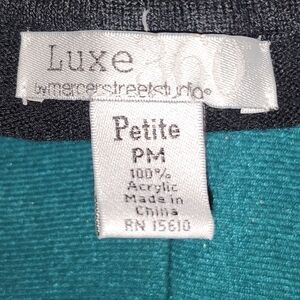 Luxe 360
by mercerstreetstudio®
Petite
PM
100%
Acrylic
Made in
China
RN 15610